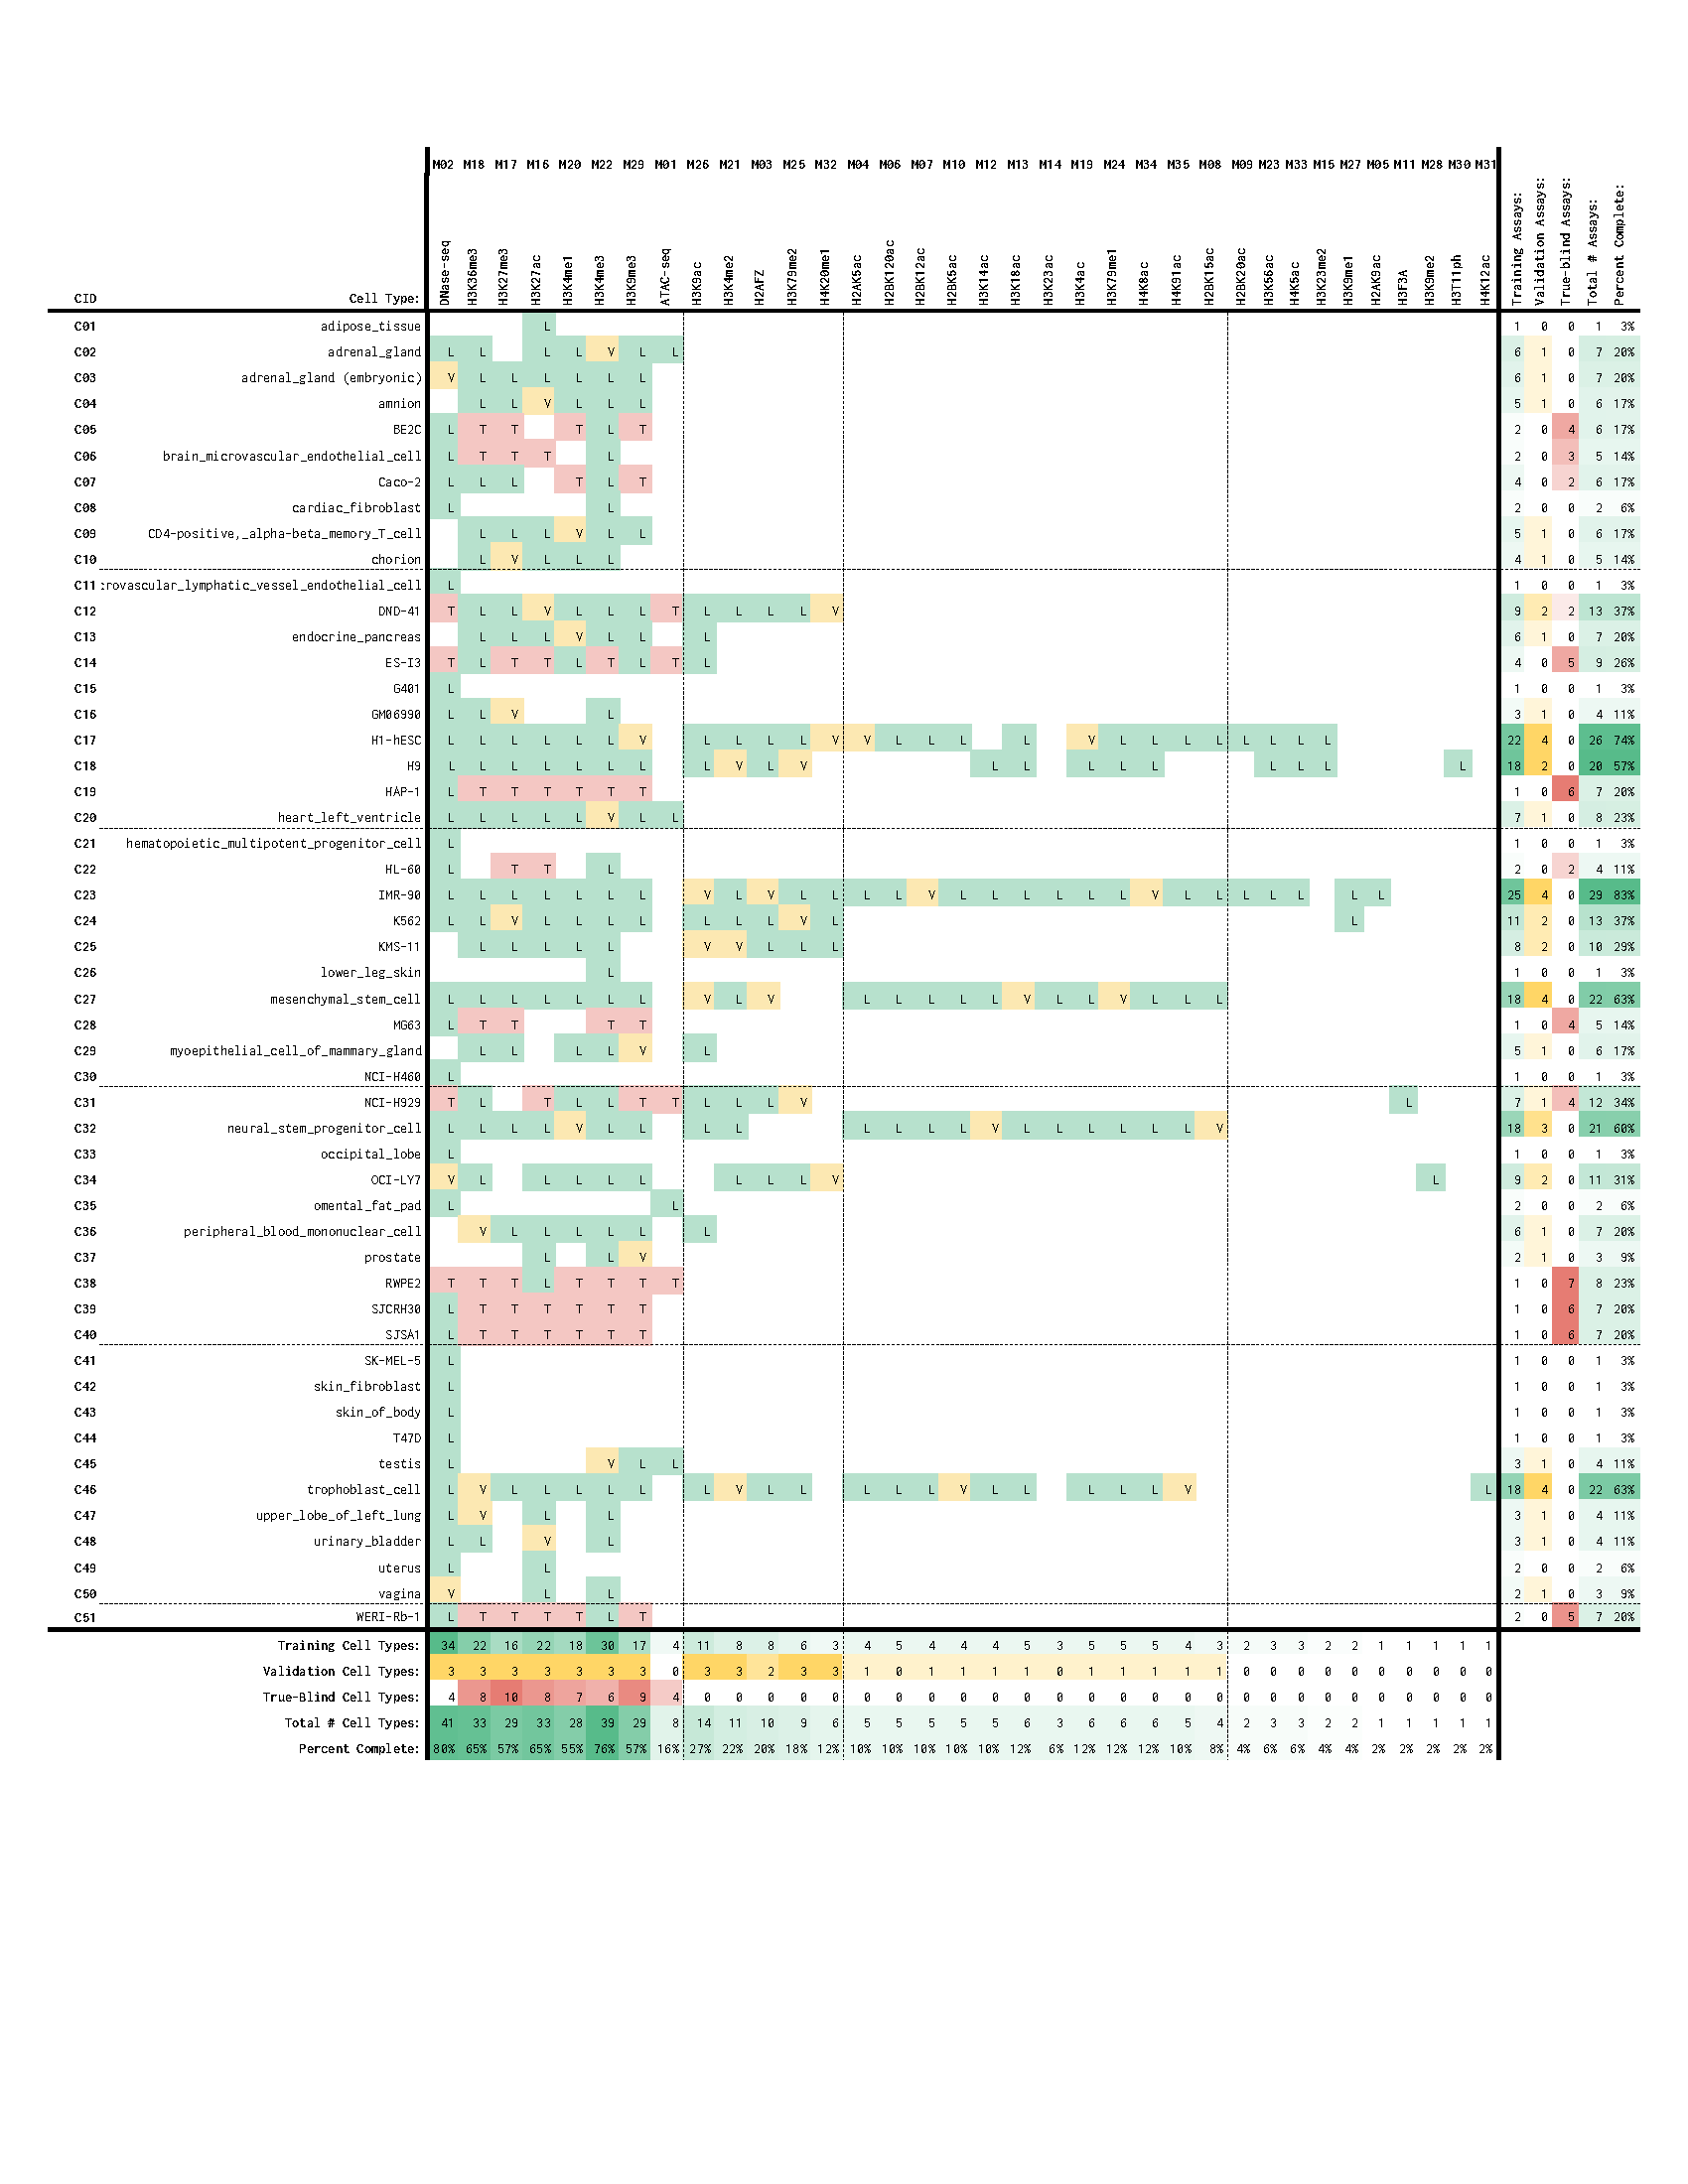 M02 M18 M17 M16 M20 M22 M29 M01 M26 M21 M03 M25 M32 M04 M06 M07 M10 M12 M13 M14 M19 M24 M34 M35 M08 M09 M23 M33 M15 M27 M05 M11 M28 M30 M31
CID Cell Type: DNase-seq H3K36me3 H3K27me3 H3K27ac H3K4me1 H3K4me3 H3K9me3 ATAC-seq H3K9ac H3K4me2 H2AFZ H3K79me2 H4K20me1 H2AK5ac H2BK120ac H2BK12ac H2BK5ac H3K14ac H3K18ac H3K23ac H3K4ac H3K79me1 H4K8ac H4K91ac H2BK15ac H2BK20ac H3K56ac H4K5ac H3K23me2 H3K9me1 H2AK9ac H3F3A H3K9me2 H3T11ph H4K12ac Training Assays: Validation Assays: True-blind Assays: Total # Assays: Percent Complete:
C01 adipose_tissue L 1 0 0 1 3%
C02 adrenal_gland L L L L V L L 6 1 0 7 20%
C03 adrenal_gland (embryonic) V L L L L L L 6 1 0 7 20%
C04 amnion L L V L L L 5 1 0 6 17%
C05 BE2C L T T T L T 2 0 4 6 17%
C06 brain_microvascular_endothelial_cell L T T T L 2 0 3 5 14%
C07 Caco-2 L L L T L T 4 0 2 6 17%
C08 cardiac_fibroblast L L 2 0 0 2 6%
C09 CD4-positive,_alpha-beta_memory_T_cell L L L V L L 5 1 0 6 17%
C10 chorion L V L L L 4 1 0 5 14%
C11 rovascular_lymphatic_vessel_endothelial_cell L 1 0 0 1 3%
C12 DND-41 T L L V L L L T L L L L V 9 2 2 13 37%
C13 endocrine_pancreas L L L V L L L 6 1 0 7 20%
C14 ES-I3 T L T T L T L T L 4 0 5 9 26%
C15 G401 L 1 0 0 1 3%
C16 GM06990 L L V L 3 1 0 4 11%
C17 H1-hESC L L L L L L V L L L L V V L L L L V L L L L L L L L 22 4 0 26 74%
C18 H9 L L L L L L L L V L V L L L L L L L L L 18 2 0 20 57%
C19 HAP-1 L T T T T T T 1 0 6 7 20%
C20 heart_left_ventricle L L L L L V L L 7 1 0 8 23%
C21 hematopoietic_multipotent_progenitor_cell L 1 0 0 1 3%
C22 HL-60 L T T L 2 0 2 4 11%
C23 IMR-90 L L L L L L L V L V L L L L V L L L L L L V L L L L L L L 25 4 0 29 83%
C24 K562 L L V L L L L L L L V L L 11 2 0 13 37%
C25 KMS-11 L L L L L V V L L L 8 2 0 10 29%
C26 lower_leg_skin L 1 0 0 1 3%
C27 mesenchymal_stem_cell L L L L L L L V L V L L L L L V L L V L L L 18 4 0 22 63%
C28 MG63 L T T T T 1 0 4 5 14%
C29 myoepithelial_cell_of_mammary_gland L L L L V L 5 1 0 6 17%
C30 NCI-H460 L 1 0 0 1 3%
C31 NCI-H929 T L T L L T T L L L V L 7 1 4 12 34%
C32 neural_stem_progenitor_cell L L L L V L L L L L L L L V L L L L L L V 18 3 0 21 60%
C33 occipital_lobe L 1 0 0 1 3%
C34 OCI-LY7 V L L L L L L L L V L 9 2 0 11 31%
C35 omental_fat_pad L L 2 0 0 2 6%
C36 peripheral_blood_mononuclear_cell V L L L L L L 6 1 0 7 20%
C37 prostate L L V 2 1 0 3 9%
C38 RWPE2 T T T L T T T T 1 0 7 8 23%
C39 SJCRH30 L T T T T T T 1 0 6 7 20%
C40 SJSA1 L T T T T T T 1 0 6 7 20%
C41 SK-MEL-5 L 1 0 0 1 3%
C42 skin_fibroblast L 1 0 0 1 3%
C43 skin_of_body L 1 0 0 1 3%
C44 T47D L 1 0 0 1 3%
C45 testis L V L L 3 1 0 4 11%
C46 trophoblast_cell L V L L L L L L V L L L L L V L L L L L V L 18 4 0 22 63%
C47 upper_lobe_of_left_lung L V L L 3 1 0 4 11%
C48 urinary_bladder L L V L 3 1 0 4 11%
C49 uterus L L 2 0 0 2 6%
C50 vagina V L L 2 1 0 3 9%
C51 WERI-Rb-1 L T T T T L T 2 0 5 7 20%
Training Cell Types: 34 22 16 22 18 30 17 4 11 8 8 6 3 4 5 4 4 4 5 3 5 5 5 4 3 2 3 3 2 2 1 1 1 1 1
Validation Cell Types: 3 3 3 3 3 3 3 0 3 3 2 3 3 1 0 1 1 1 1 0 1 1 1 1 1 0 0 0 0 0 0 0 0 0 0
True-Blind Cell Types: 4 8 10 8 7 6 9 4 0 0 0 0 0 0 0 0 0 0 0 0 0 0 0 0 0 0 0 0 0 0 0 0 0 0 0
Total # Cell Types: 41 33 29 33 28 39 29 8 14 11 10 9 6 5 5 5 5 5 6 3 6 6 6 5 4 2 3 3 2 2 1 1 1 1 1
Percent Complete: 80% 65% 57% 65% 55% 76% 57% 16% 27% 22% 20% 18% 12% 10% 10% 10% 10% 10% 12% 6% 12% 12% 12% 10% 8% 4% 6% 6% 4% 4% 2% 2% 2% 2% 2%